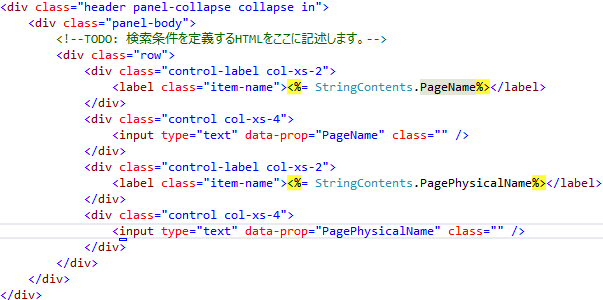 <div class="header panel-collapse collapse in">
<div class="panel-body">
<!--TODO: 検索条件を定義するHTMLをここに記述します。-->
<div class="row">
<div class="control-label col-xs-2">
<label class="item-name"><%= StringContents.PageName%></label>
</div>
<div class="control col-xs-4">
<input type="text" data-prop="PageName" class="" />
</div>
<div class="control-label col-xs-2">
<label class="item-name"><%= StringContents.PagePhysicalName%></label>
</div>
<div class="control col-xs-4">
<input type="text" data-prop="PagePhysicalName" class="" />
</div>
</div>
</div>
</div>